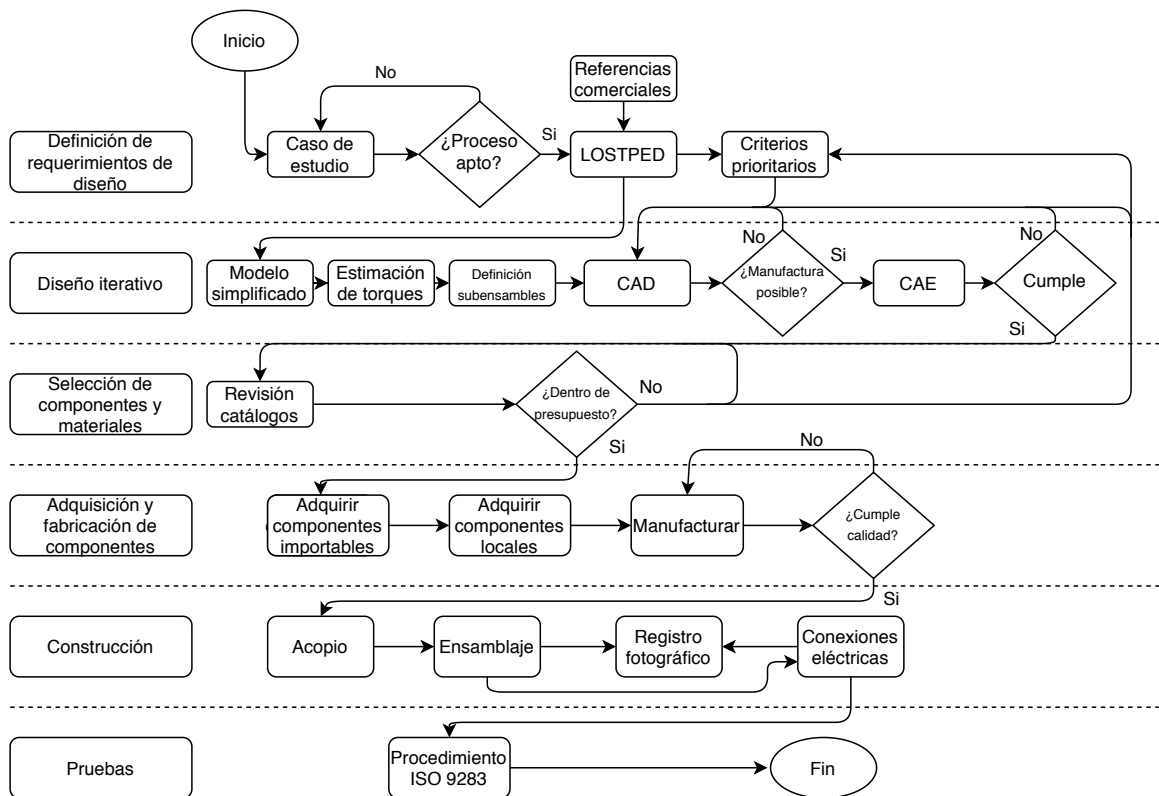 Inicio
No
Referencias
comerciales
Definición de
requerimientos de
diseño
Caso de
estudio
¿Proceso
apto?
Si
LOSTPED
Criterios
prioritarios
Diseño iterativo
Modelo
simplificado
Estimación
de torques
Definición
subensambles
CAD
No
¿Manufactura
posible?
Si
CAE
No
Cumple
Si
Selección de
componentes y
materiales
Revisión
catálogos
¿Dentro de
presupuesto?
No
Si
Adquisición y
fabricación de
componentes
Adquirir
componentes
importables
Adquirir
componentes
locales
Manufacturar
No
¿Cumple
calidad?
Si
Construcción
Acopio
Ensamblaje
Registro
fotográfico
Conexiones
eléctricas
Pruebas
Procedimiento
ISO 9283
Fin